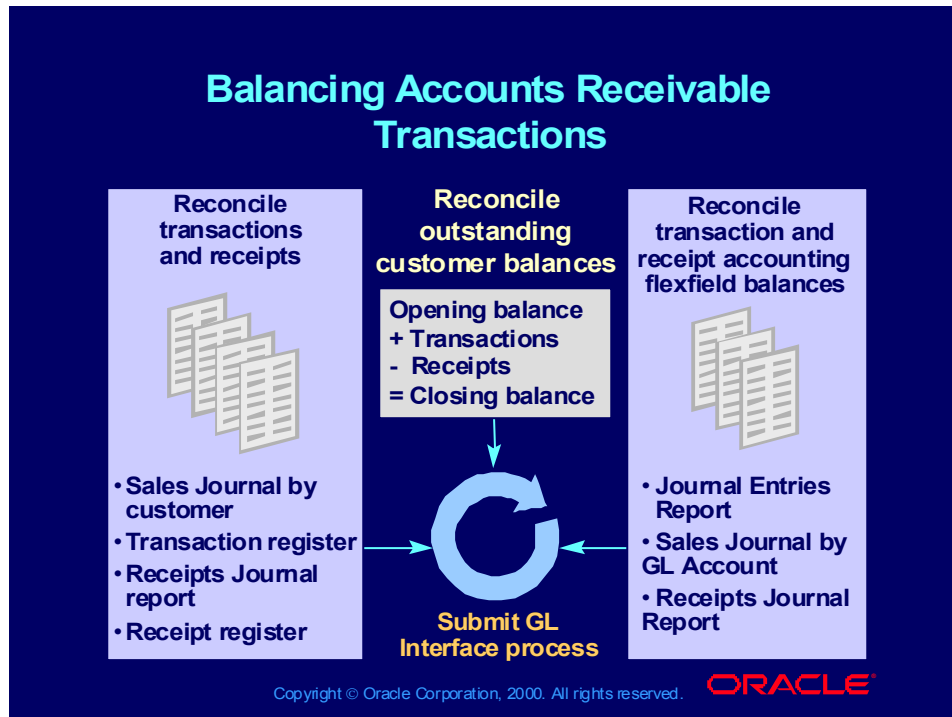 Balancing Accounts Receivable
Transactions
Reconcile
transactions
and receipts
• Sales Journal by
customer
• Transaction register
• Receipts Journal
report
• Receipt register
Reconcile
outstanding
customer balances
Opening balance
+ Transactions
- Receipts
= Closing balance
Submit GL
Interface process
Reconcile
transaction and
receipt accounting
flexfield balances
• Journal Entries
Report
• Sales Journal by
GL Account
• Receipts Journal
Report
Copyright © Oracle Corporation, 2000. All rights reserved.
ORACLE®